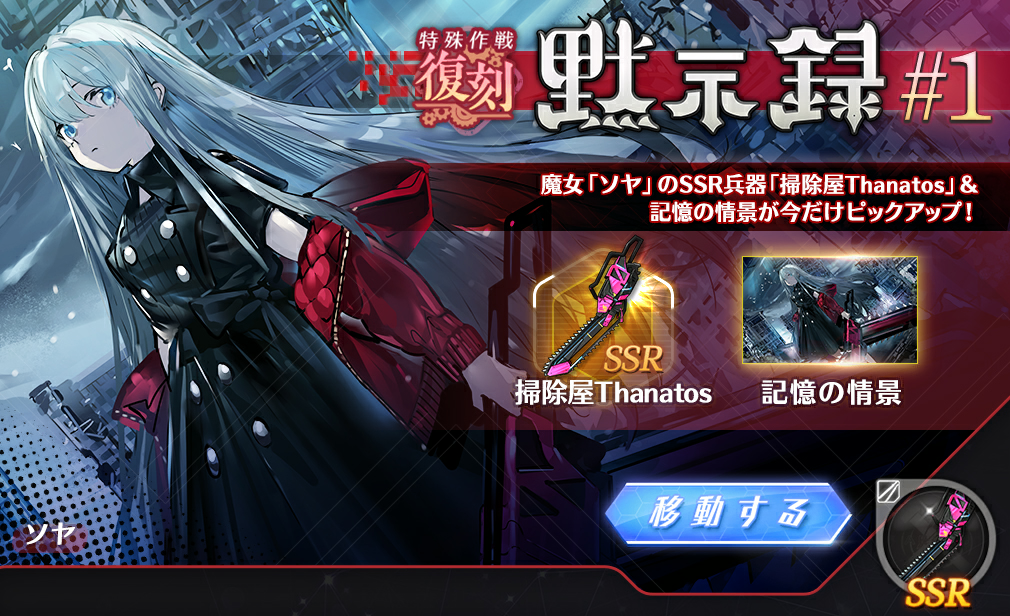 特殊作戦
復刻
黙示録
#1
魔女「ソヤ」のSSR兵器「掃除屋Thanatos」&
記憶の情景が今だけピックアップ!
SSR
掃除屋Thanatos
記憶の情景
移動する
ソヤ
SSR